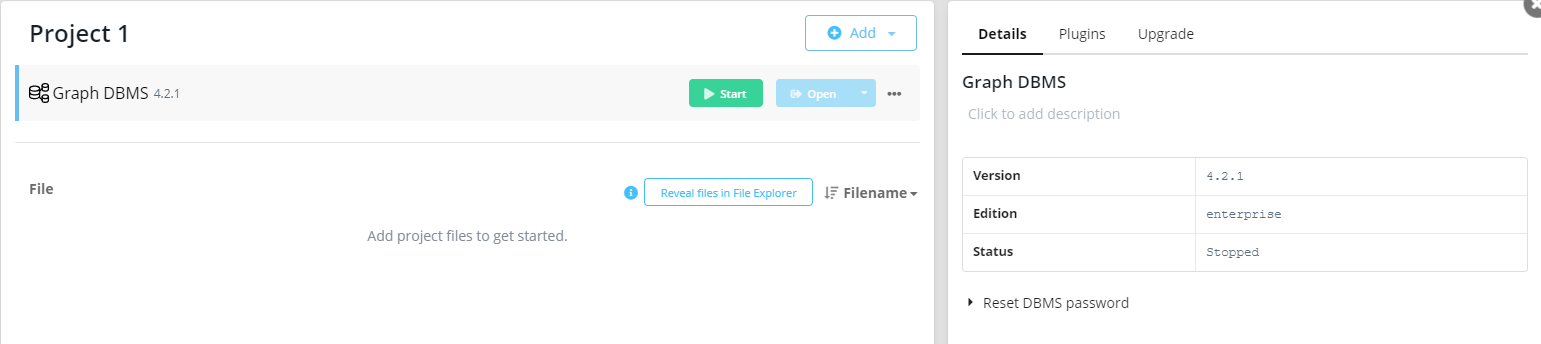 Project 1
Add
Graph DBMS 4.2.1
Start
Open
File
Reveal files in File Explorer
Filename
Add project files to get started.
Details Plugins Upgrade
Graph DBMS
Click to add description
Version 4.2.1
Edition enterprise
Status Stopped
Reset DBMS password